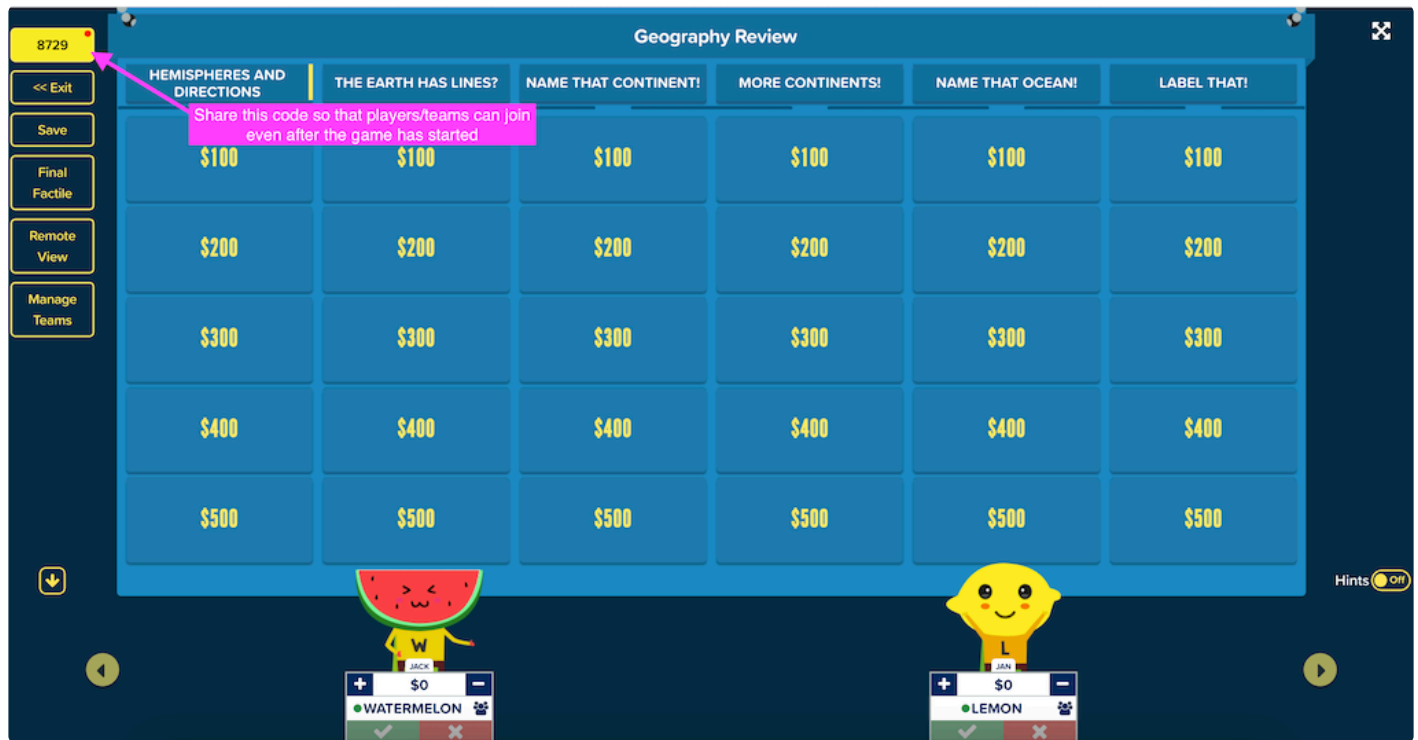 8729
<< Exit
Save
Final
Factile
Remote
View
Manage
Teams
Geography Review
HEMISPHERES AND
DIRECTIONS
THE EARTH HAS LINES?
NAME THAT CONTINENT!
MORE CONTINENTS!
NAME THAT OCEAN!
LABEL THAT!
Share this code so that players/teams can join
even after the game has started
$100 $100 $100 $100 $100 $100
$200 $200 $200 $200 $200 $200
$300 $300 $300 $300 $300 $300
$400 $400 $400 $400 $400 $400
$500 $500 $500 $500 $500 $500
Hints Off
W
JACK
+ $0 −
WATERMELON
L
JAN
+ $0 −
LEMON